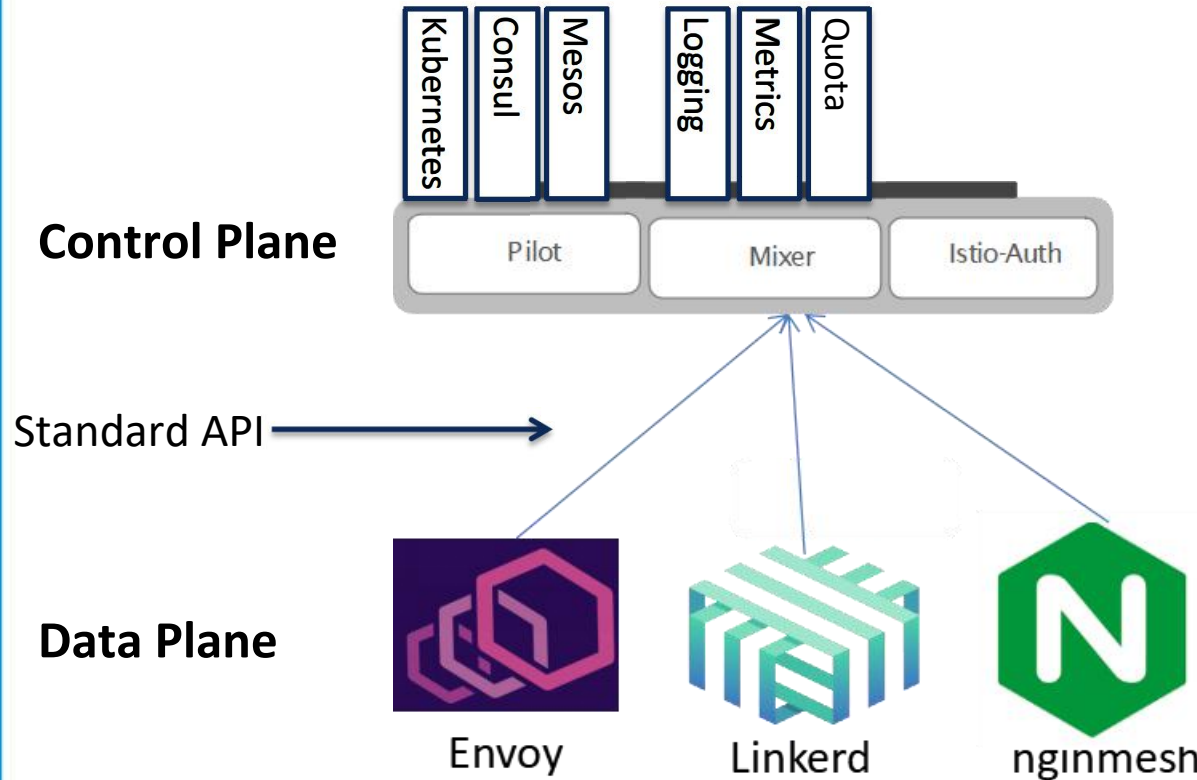 Kubernetes
Consul
Mesos
Logging
Metrics
Quota
Control Plane
Pilot
Mixer
Istio-Auth
Standard API
Data Plane
N
Envoy
Linkerd
nginmesh